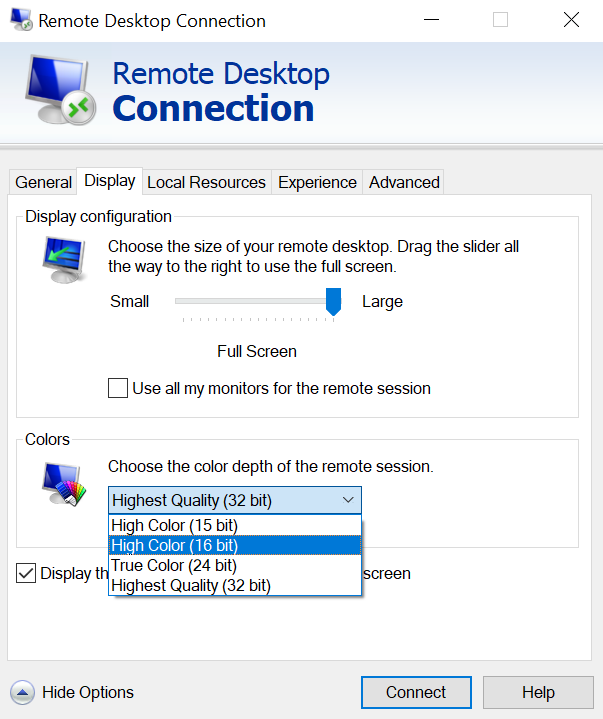 Remote Desktop Connection
Remote Desktop
Connection
General Display Local Resources Experience Advanced
Display configuration
Choose the size of your remote desktop. Drag the slider all
the way to the right to use the full screen.
Small Large
Full Screen
Use all my monitors for the remote session
Colors
Choose the color depth of the remote session.
Highest Quality (32 bit)
High Color (15 bit)
High Color (16 bit)
True Color (24 bit)
Highest Quality (32 bit)
Display screen
Hide Options Connect Help